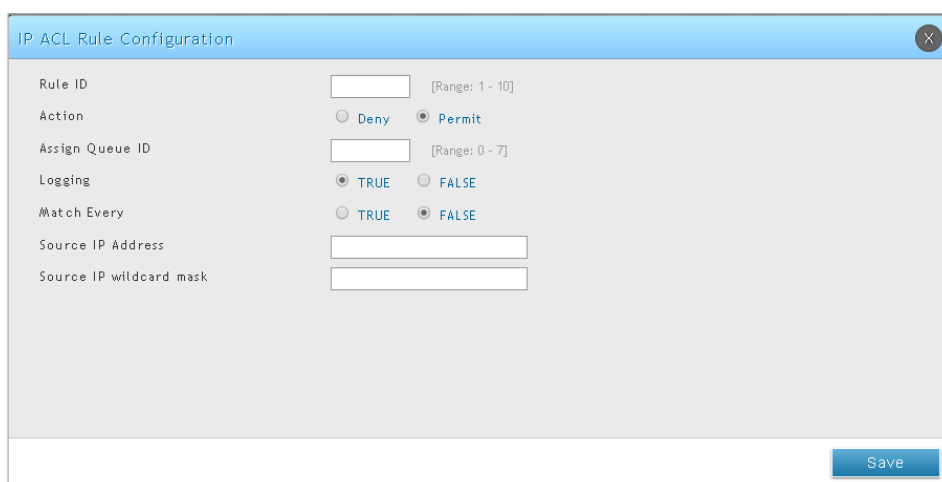 IP ACL Rule Configuration X
Rule ID [Range: 1 - 10]
Action Deny Permit
Assign Queue ID [Range: 0 - 7]
Logging TRUE FALSE
Match Every TRUE FALSE
Source IP Address
Source IP wildcard mask
Save